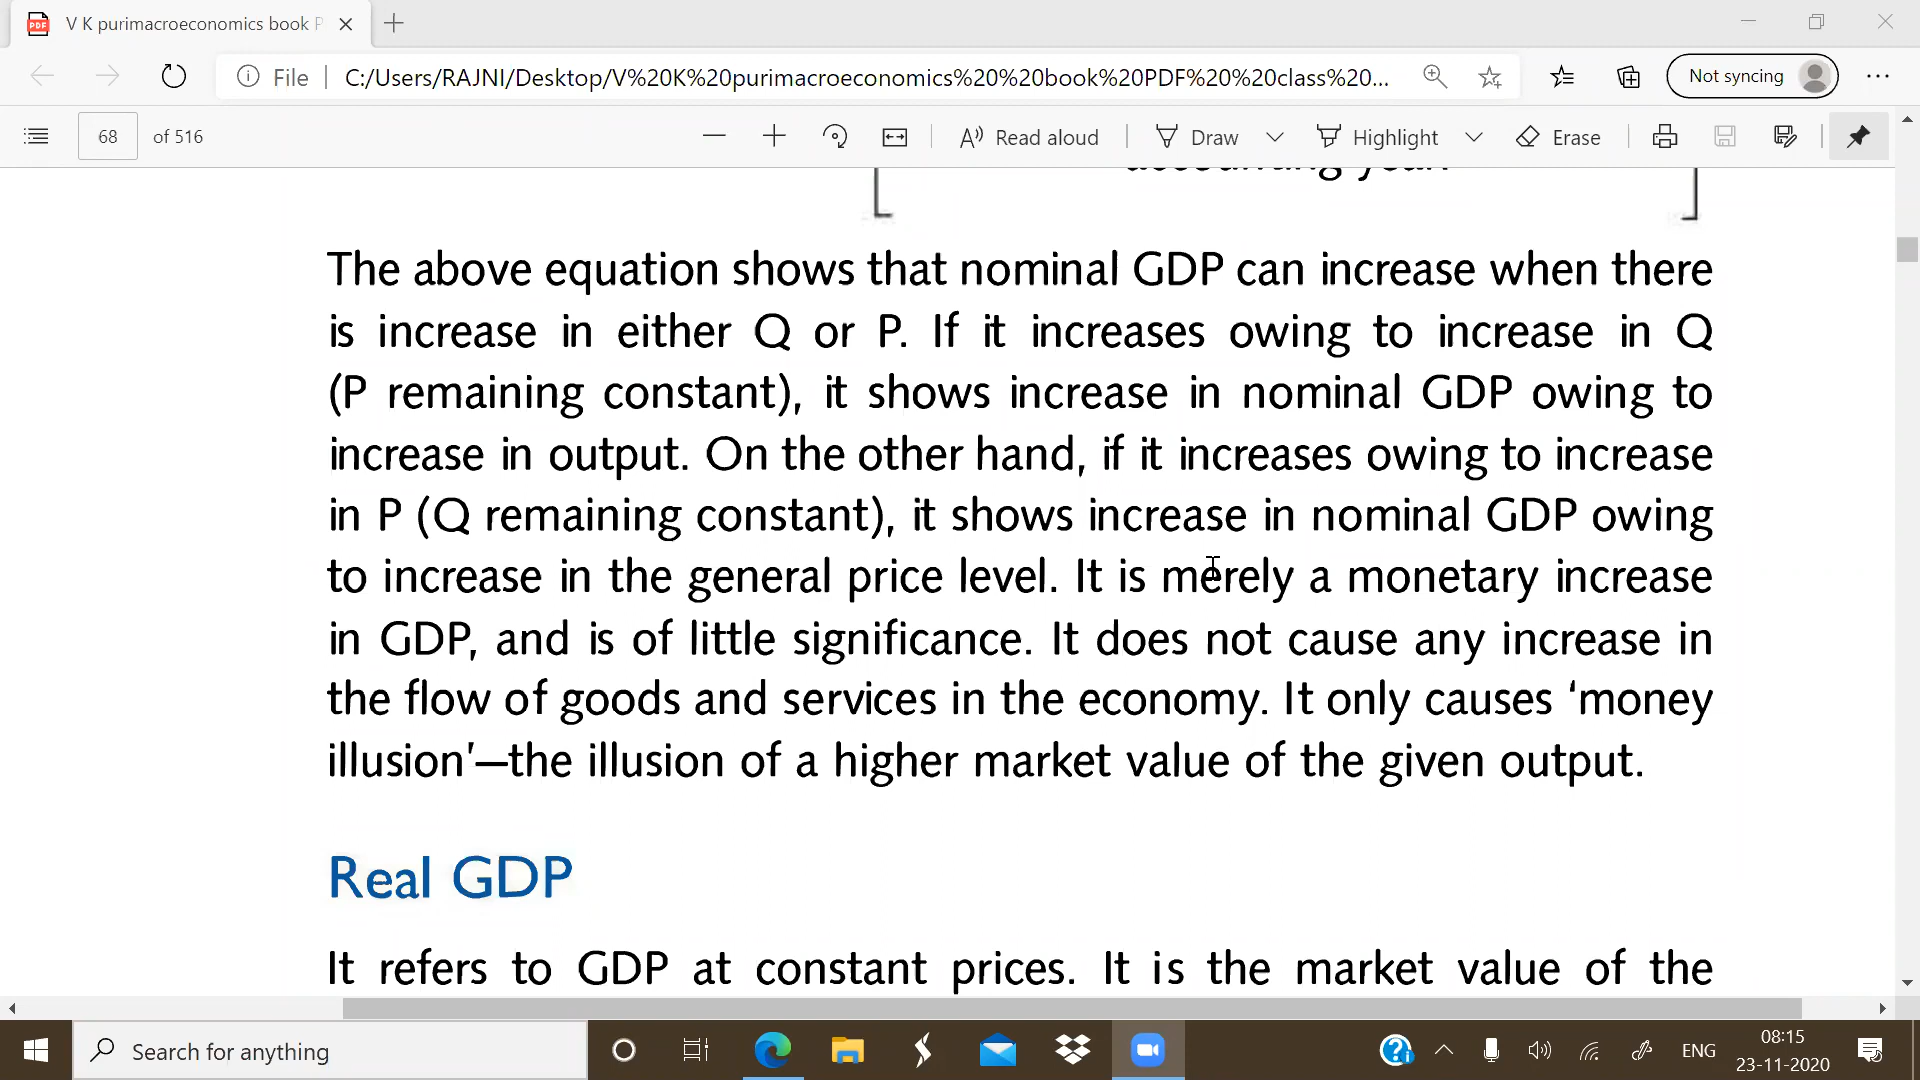 V K purimacroeconomics book P
File
C:/Users/RAJNI/Desktop/V%20K%20purimacroeconomics%20%20book%20PDF%20%20class%20...
Not syncing
68 of 516
Read aloud
Draw
Highlight
Erase
accounting year.
The above equation shows that nominal GDP can increase when there
is increase in either Q or P. If it increases owing to increase in Q
(P remaining constant), it shows increase in nominal GDP owing to
increase in output. On the other hand, if it increases owing to increase
in P (Q remaining constant), it shows increase in nominal GDP owing
to increase in the general price level. It is merely a monetary increase
in GDP, and is of little significance. It does not cause any increase in
the flow of goods and services in the economy. It only causes ‘money
illusion’—the illusion of a higher market value of the given output.
Real GDP
It refers to GDP at constant prices. It is the market value of the
Search for anything
ENG
08:15
23-11-2020